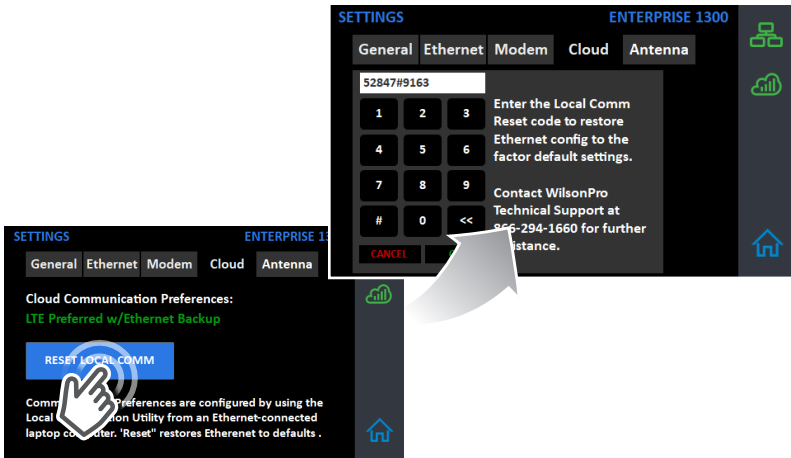 SETTINGS ENTERPRISE 1300
General Ethernet Modem Cloud Antenna
52847#9163
1 2 3
4 5 6
7 8 9
# 0 <<
CANCEL
Enter the Local Comm
Reset code to restore
Ethernet config to the
factor default settings.
Contact WilsonPro
Technical Support at
866-294-1660 for further
SETTINGS ENTERPRISE
General Ethernet Modem Cloud Antenna
Cloud Communication Preferences:
LTE Preferred w/Ethernet Backup
RESET LOCAL COMM
Preferences are configured by using the
Local Utility from an Ethernet-connected
laptop computer. 'Reset" restores Etherenet to defaults .